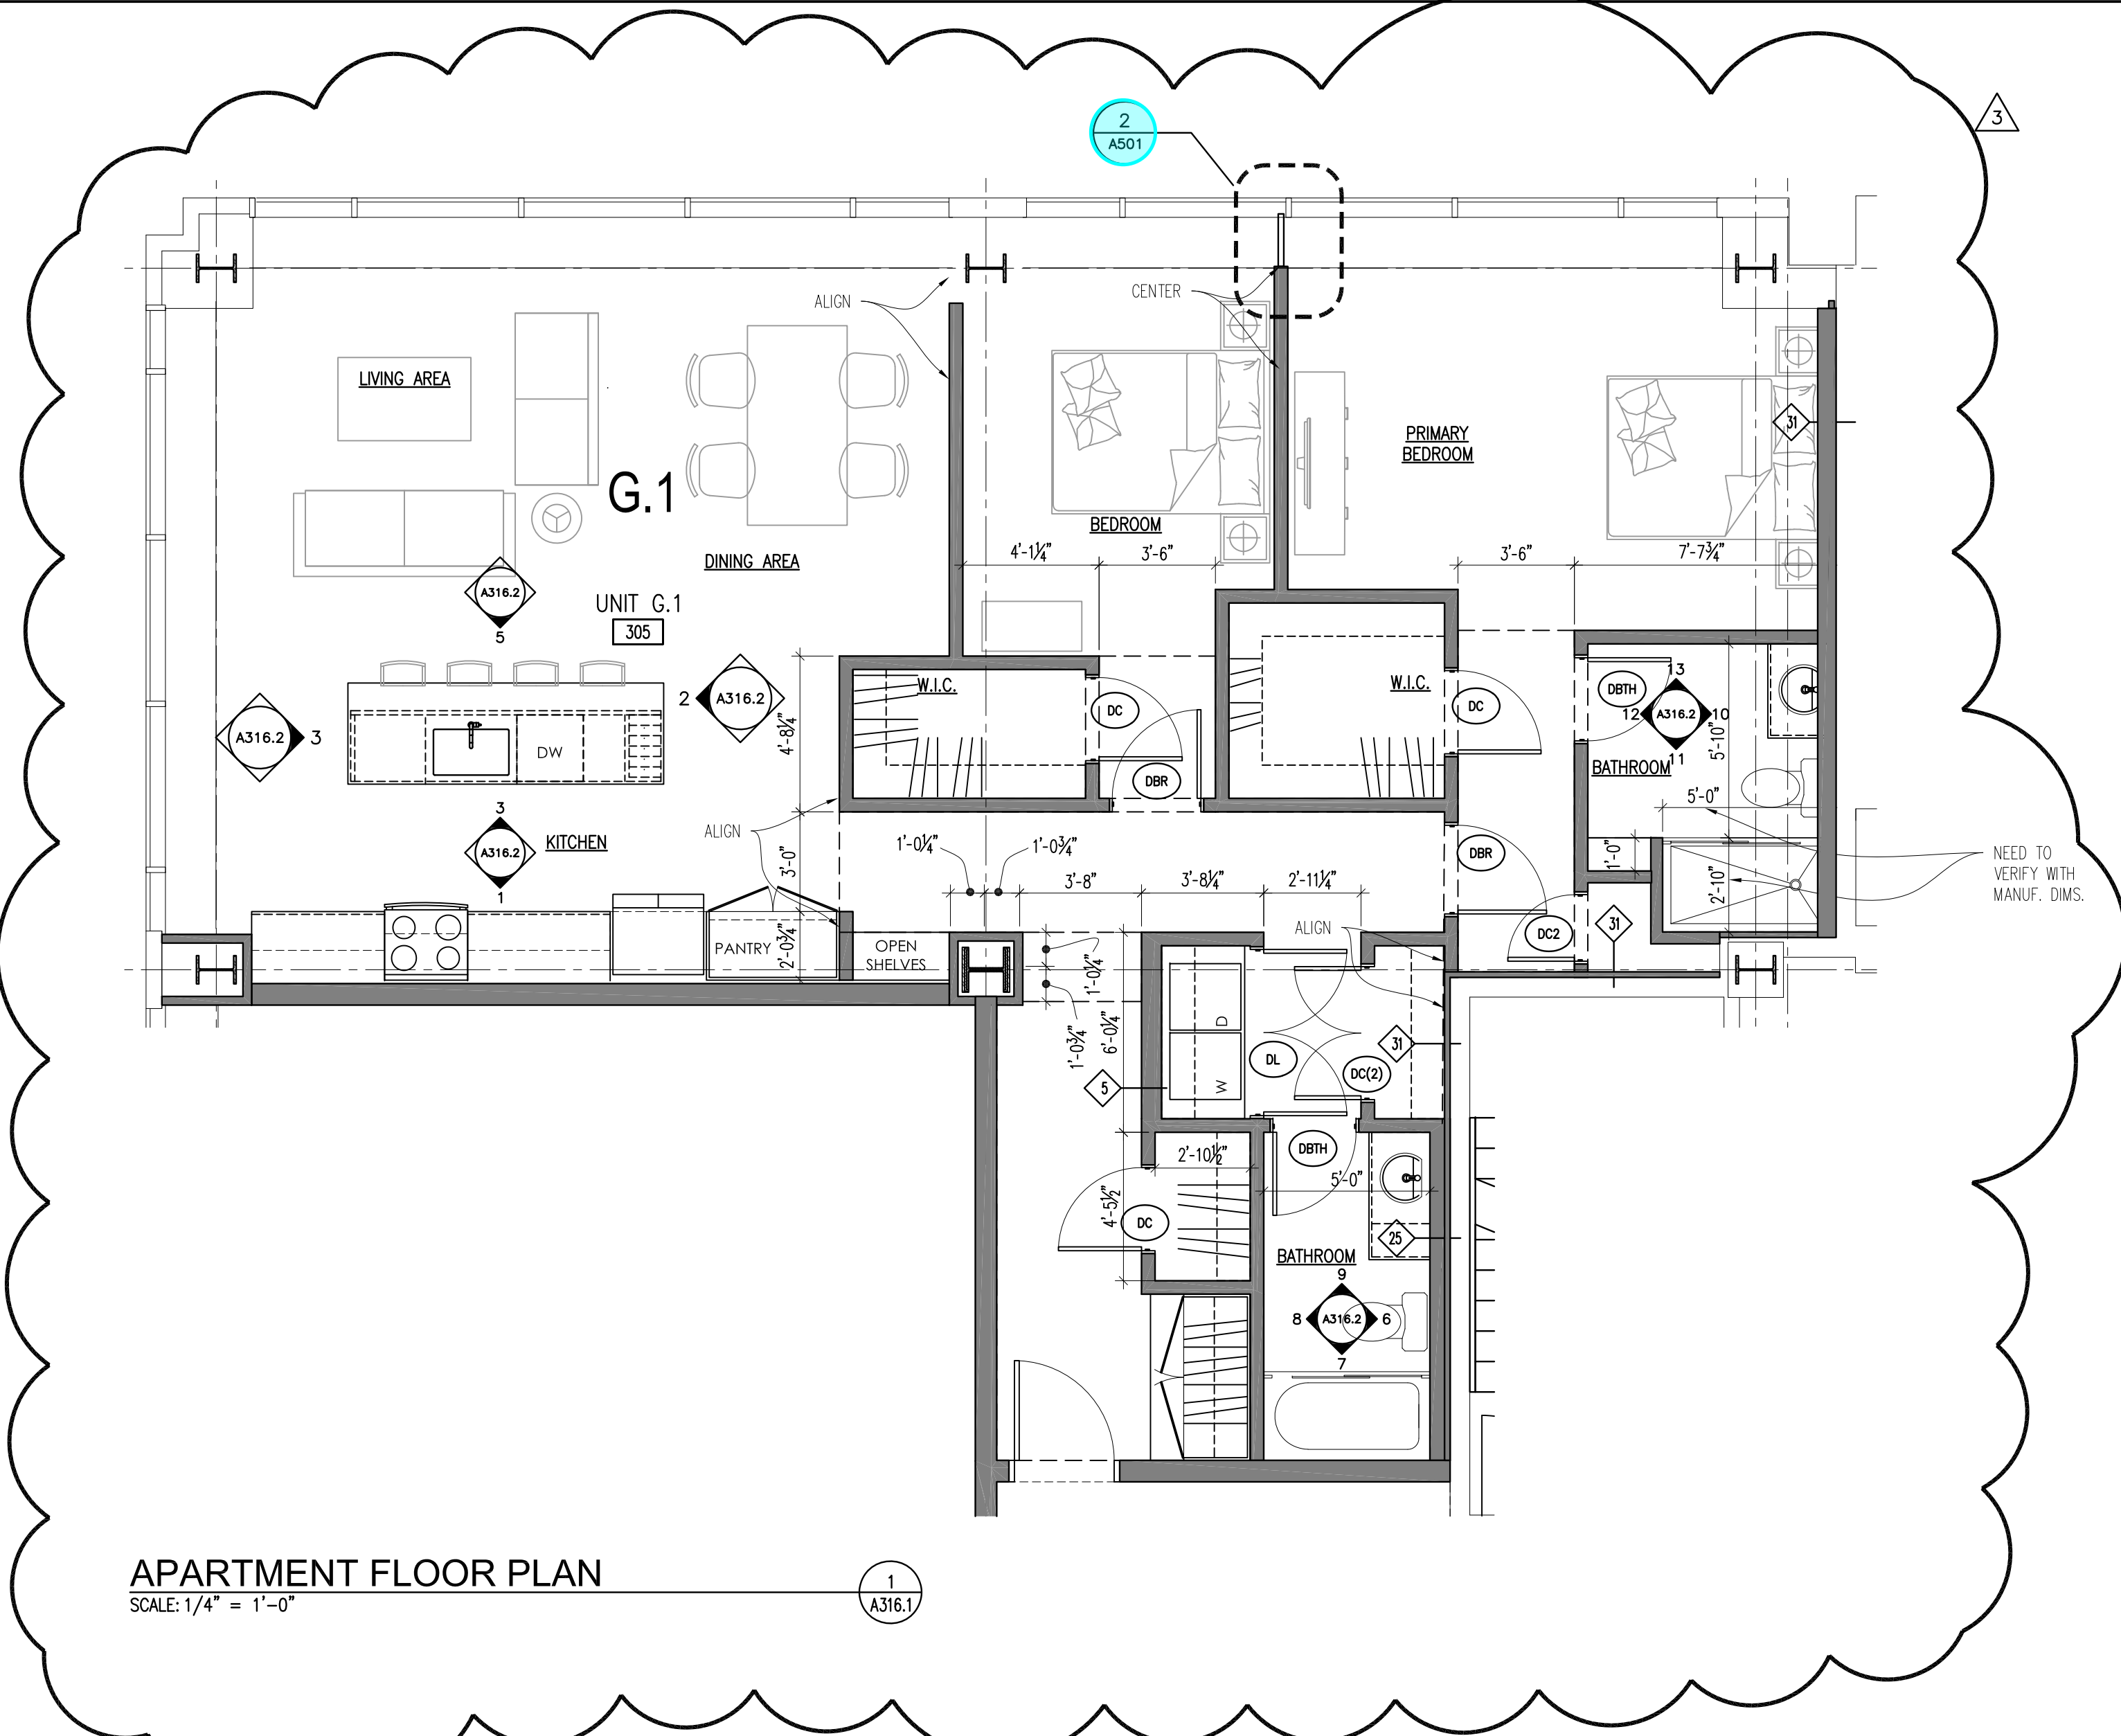 2
A501
3
ALIGN
CENTER
LIVING AREA
G.1
DINING AREA
BEDROOM
PRIMARY
BEDROOM
31
4'-1¼"
3'-6"
3'-6"
7'-7¾"
A316.2
5
UNIT G.1
305
2
A316.2
A316.2
3
DW
4'-8¼"
W.I.C.
DC
DBR
W.I.C.
DC
DBTH
13
12
A316.2
10
11
5'-10"
BATHROOM
5'-0"
3
A316.2
1
KITCHEN
ALIGN
3'-0"
1'-0¼"
1'-0¾"
3'-8"
3'-8¼"
2'-11¼"
DBR
1'-0"
2'-10"
NEED TO
VERIFY WITH
MANUF. DIMS.
PANTRY
2'-0¾"
OPEN
SHELVES
ALIGN
DC2
31
1'-0¼"
1'-0¾"
6'-0¼"
D
W
DL
DC(2)
31
5
2'-10½"
DBTH
5'-0"
4'-5½"
DC
25
BATHROOM
9
8
A316.2
6
7
APARTMENT FLOOR PLAN
SCALE: 1/4" = 1'-0"
1
A316.1